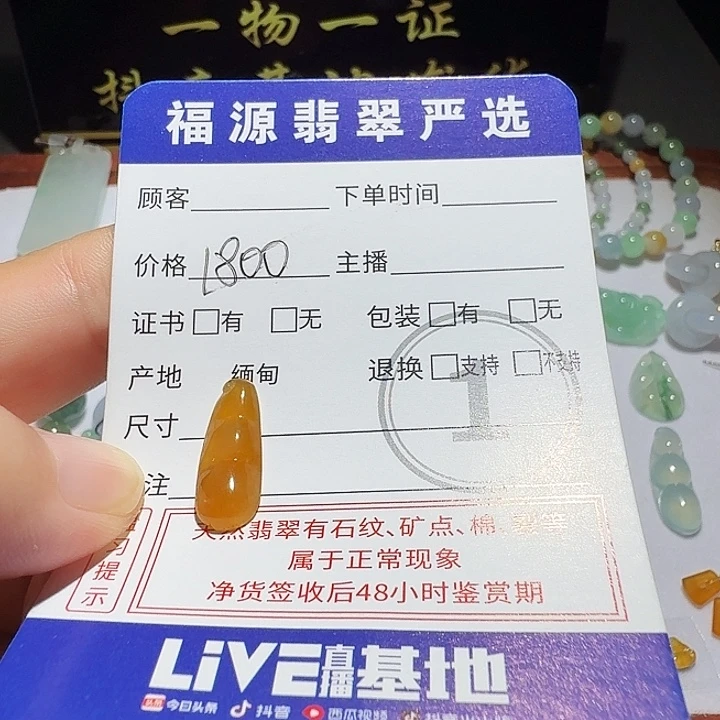 一物一证
福源翡翠严选
顾客 下单时间
价格 1800 主播
证书 □有 □无 包装 □有 □无
产地 缅甸 退换 □支持 □不支持
尺寸
1
注
天然翡翠有石纹、矿点、棉、
属于正常现象
净货签收后48小时鉴赏期
提示
LiVE直播基地
今日头条 抖音 西瓜视频